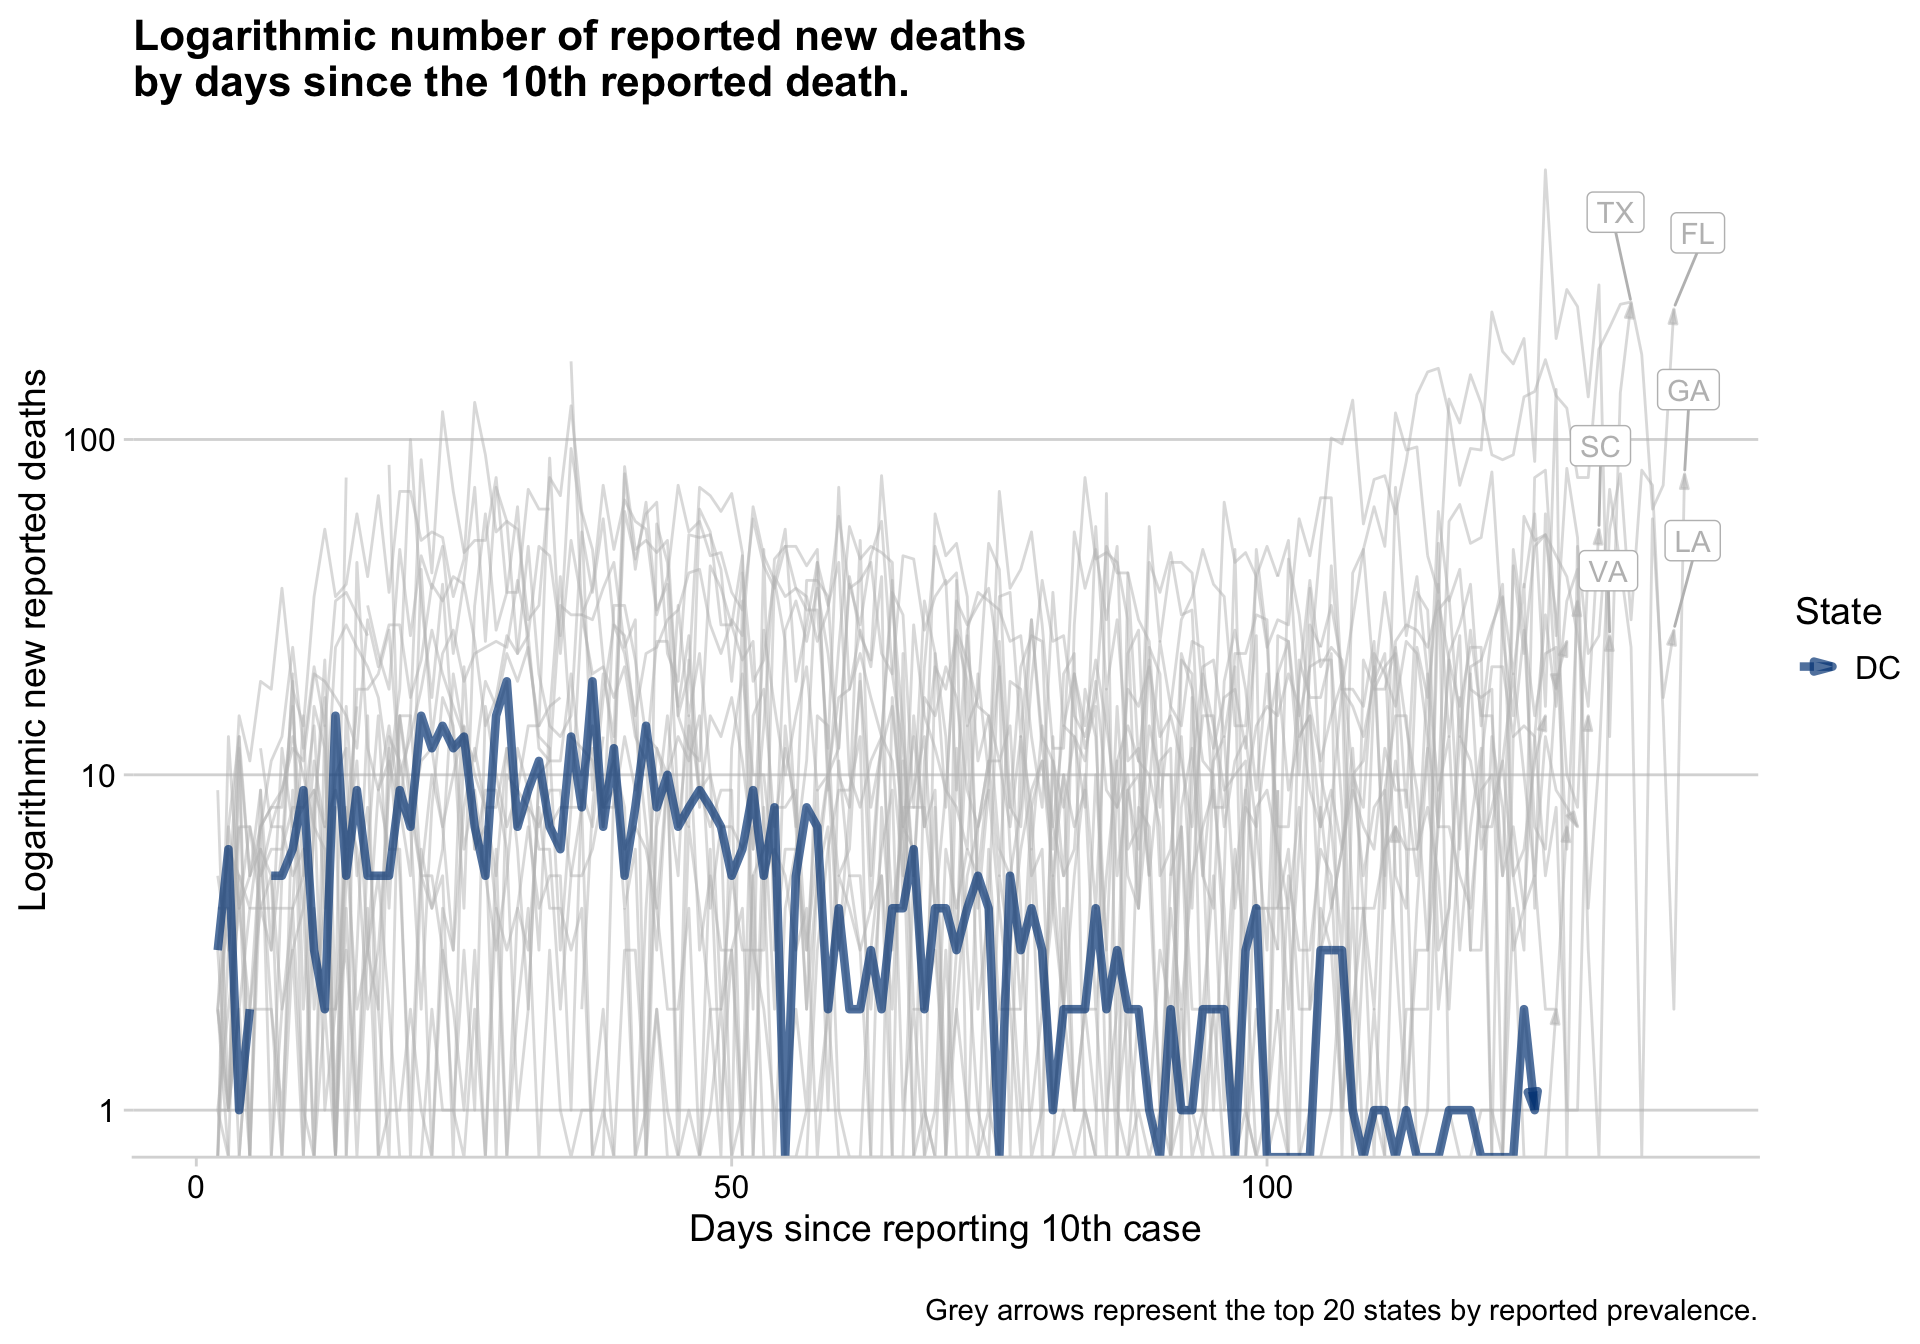 Logarithmic number of reported new deaths
by days since the 10th reported death.
Logarithmic new reported deaths
100
10
1
TX
FL
GA
SC
LA
VA
State
DC
0
50
100
Days since reporting 10th case
Grey arrows represent the top 20 states by reported prevalence.